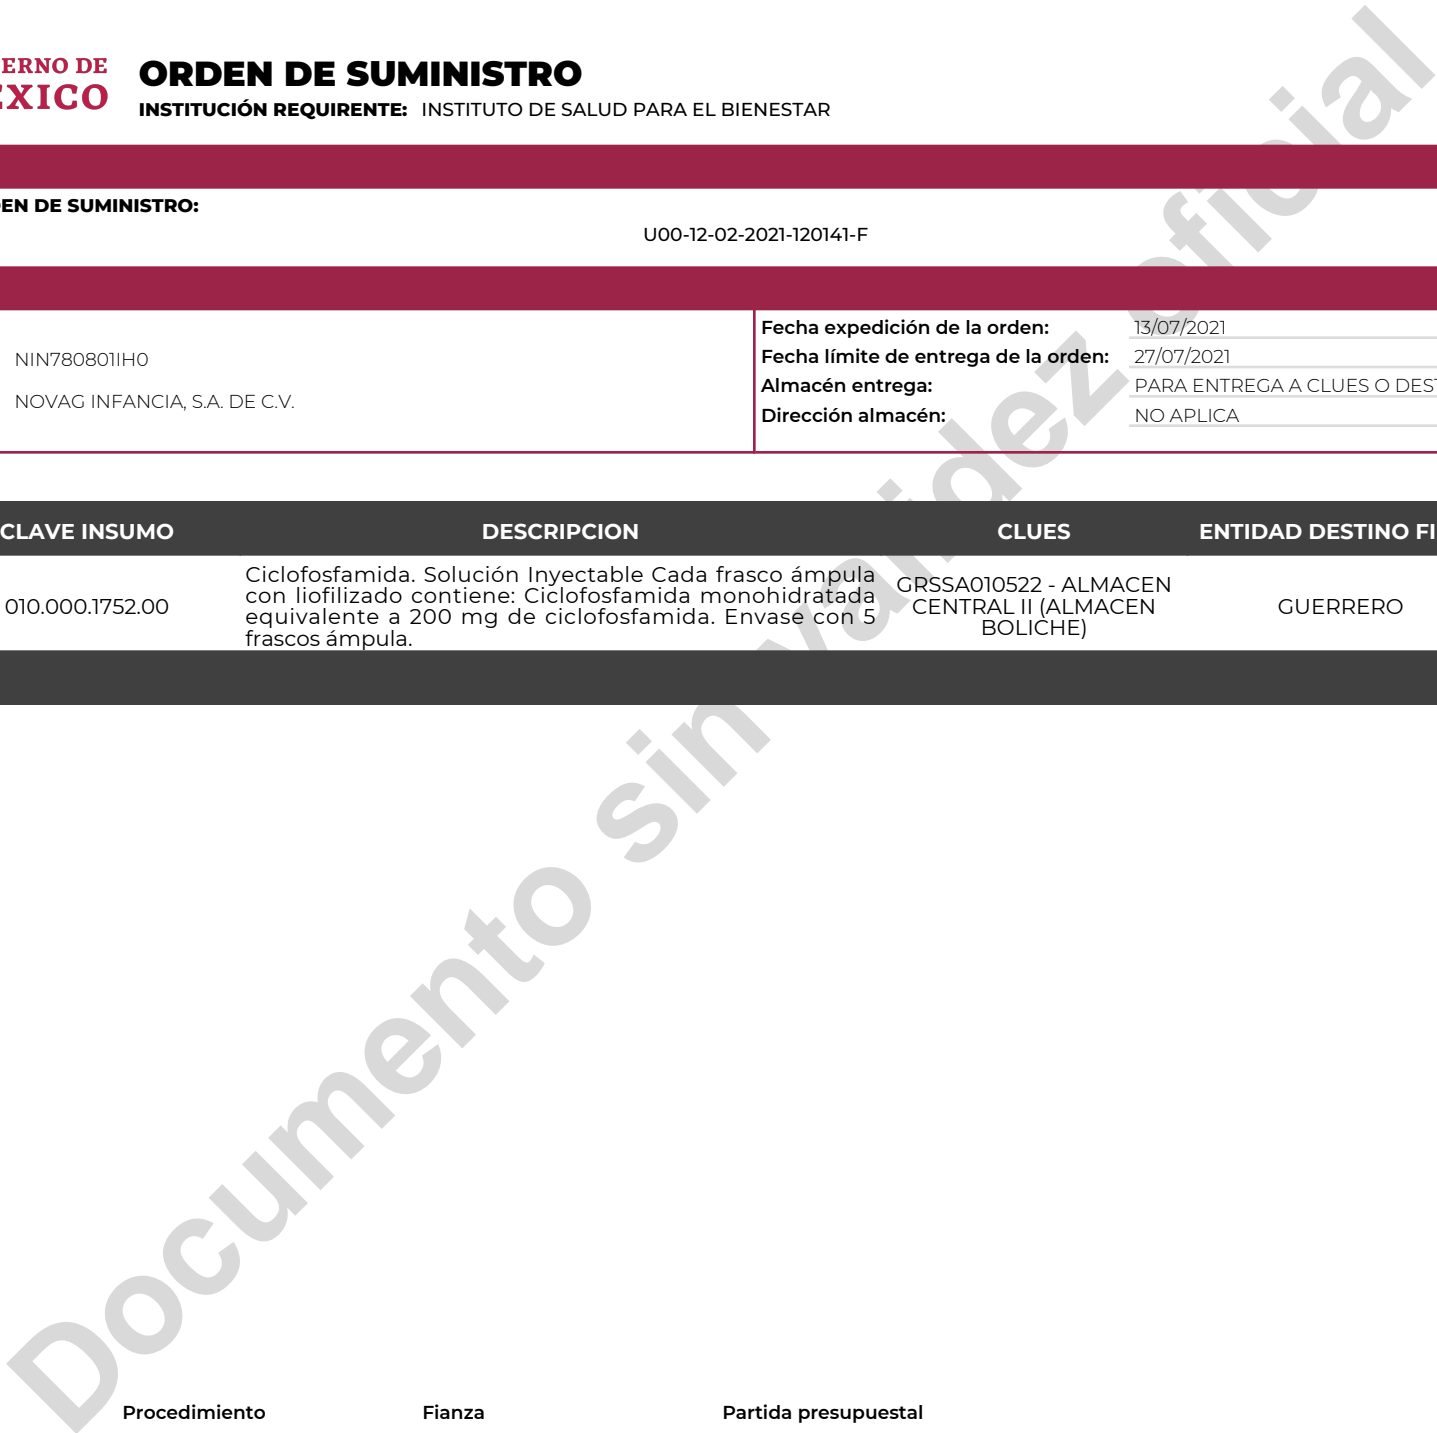 ERNO DE
ÉXICO
ORDEN DE SUMINISTRO
INSTITUCIÓN REQUIRENTE: INSTITUTO DE SALUD PARA EL BIENESTAR
EN DE SUMINISTRO:
U00-12-02-2021-120141-F
NIN780801IH0
NOVAG INFANCIA, S.A. DE C.V.
Fecha expedición de la orden: 13/07/2021
Fecha límite de entrega de la orden: 27/07/2021
Almacén entrega: PARA ENTREGA A CLUES O DEST
Dirección almacén: NO APLICA
CLAVE INSUMO DESCRIPCION CLUES ENTIDAD DESTINO FI
010.000.1752.00
Ciclofosfamida. Solución Inyectable Cada frasco ámpula
con liofilizado contiene: Ciclofosfamida monohidratada
equivalente a 200 mg de ciclofosfamida. Envase con 5
frascos ámpula.
GRSSA010522 - ALMACEN
CENTRAL II (ALMACEN
BOLICHE)
GUERRERO
Documento sin validez oficial
Procedimiento Fianza Partida presupuestal